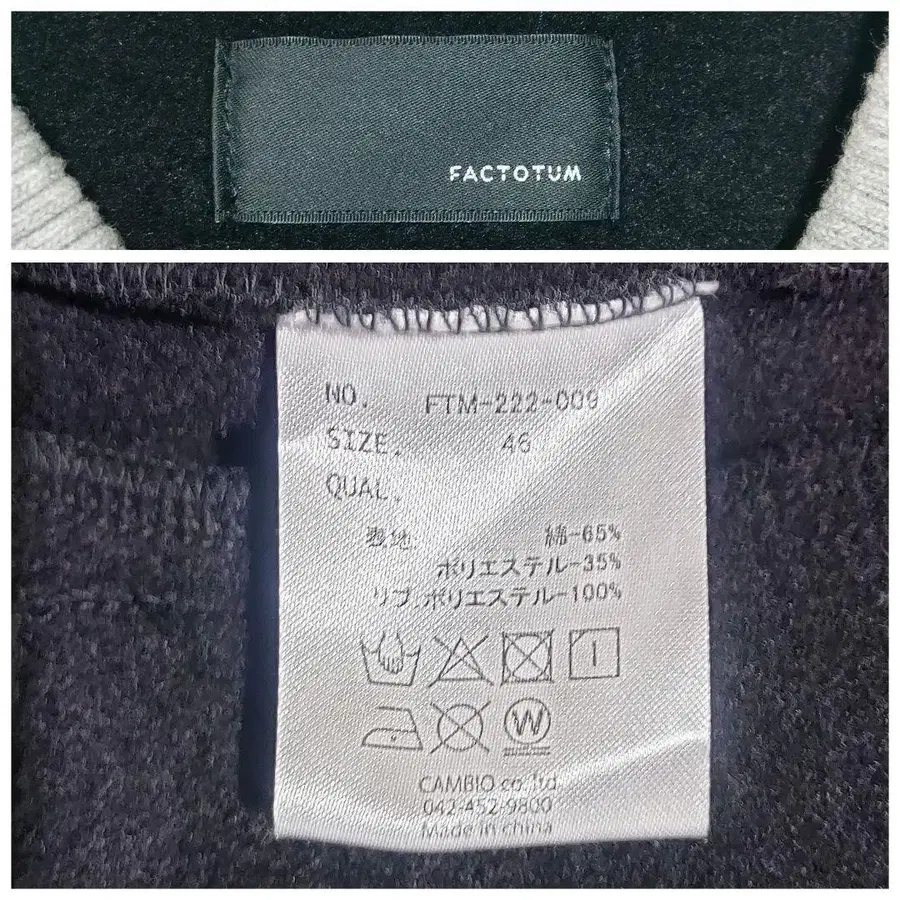 FACTOTUM
NO. FTM-222-009
SIZE. 46
QUAL.
表地. 綿-65%
ポリエステル-35%
リブ.ポリエステル-100%
W
CAMBIO co.,ltd.
042-452-9800
Made in china